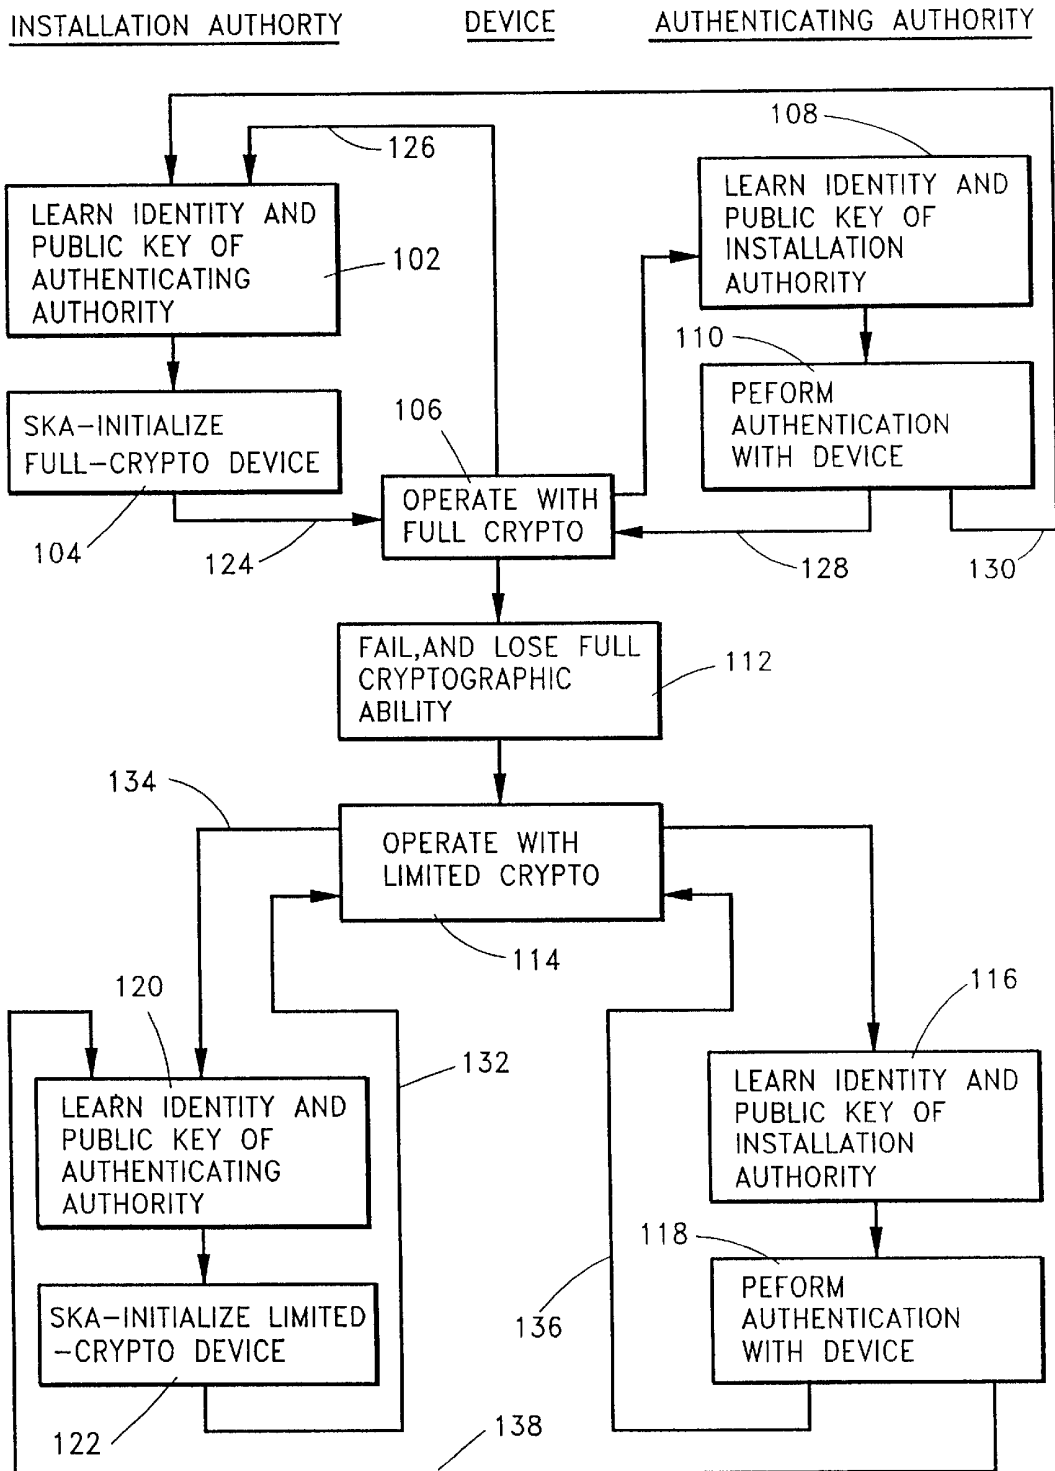 INSTALLATION AUTHORTY
DEVICE
AUTHENTICATING AUTHORITY
108
126
LEARN IDENTITY AND
PUBLIC KEY OF
AUTHENTICATING
AUTHORITY
102
LEARN IDENTITY AND
PUBLIC KEY OF
INSTALLATION
AUTHORITY
110
SKA-INITIALIZE
FULL-CRYPTO DEVICE
104
124
106
OPERATE WITH
FULL CRYPTO
PEFORM
AUTHENTICATION
WITH DEVICE
128
130
FAIL,AND LOSE FULL
CRYPTOGRAPHIC
ABILITY
112
134
OPERATE WITH
LIMITED CRYPTO
114
120
116
132
LEARN IDENTITY AND
PUBLIC KEY OF
AUTHENTICATING
AUTHORITY
LEARN IDENTITY AND
PUBLIC KEY OF
INSTALLATION
AUTHORITY
118
SKA-INITIALIZE LIMITED
-CRYPTO DEVICE
122
136
PEFORM
AUTHENTICATION
WITH DEVICE
138